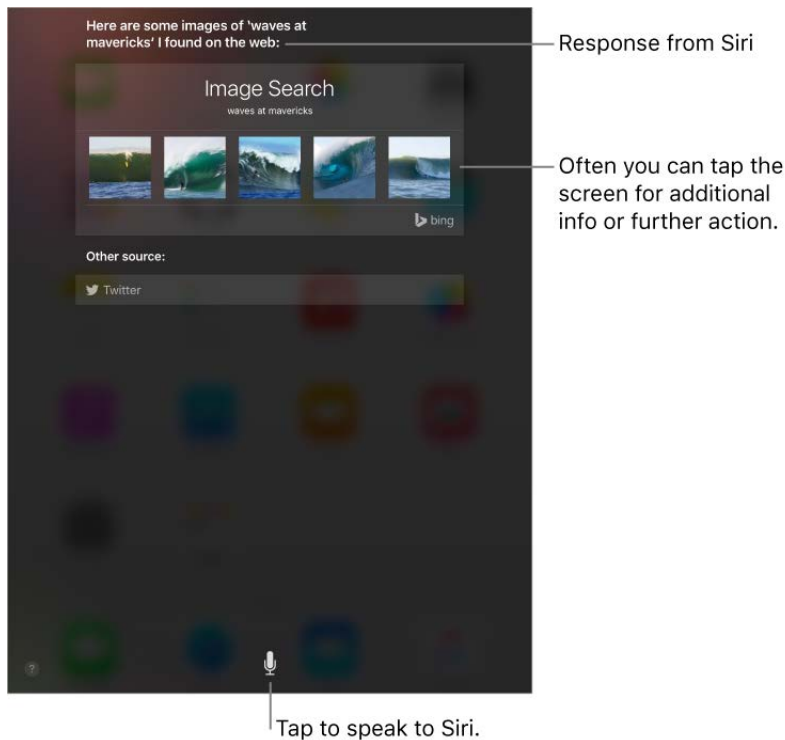 Here are some images of 'waves at
mavericks' I found on the web:
Response from Siri
Image Search
waves at mavericks
Often you can tap the
screen for additional
info or further action.
bing
Other source:
Twitter
?
Tap to speak to Siri.